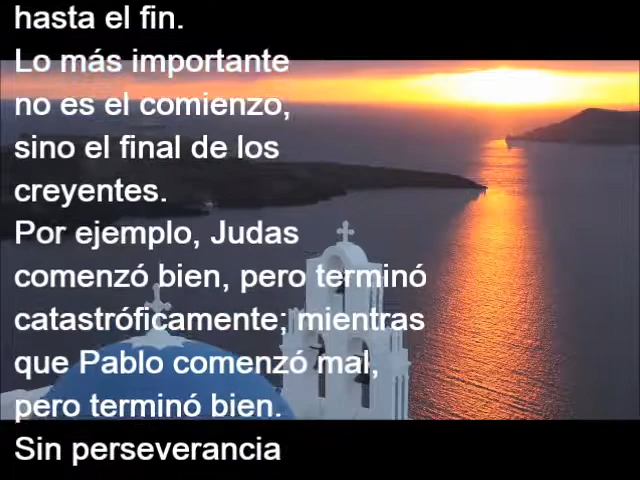 hasta el fin.
Lo más importante
no es el comienzo,
sino el final de los
creyentes.
Por ejemplo, Judas
comenzó bien, pero terminó
catastróficamente; mientras
que Pablo comenzó mal,
pero terminó bien.
Sin perseverancia